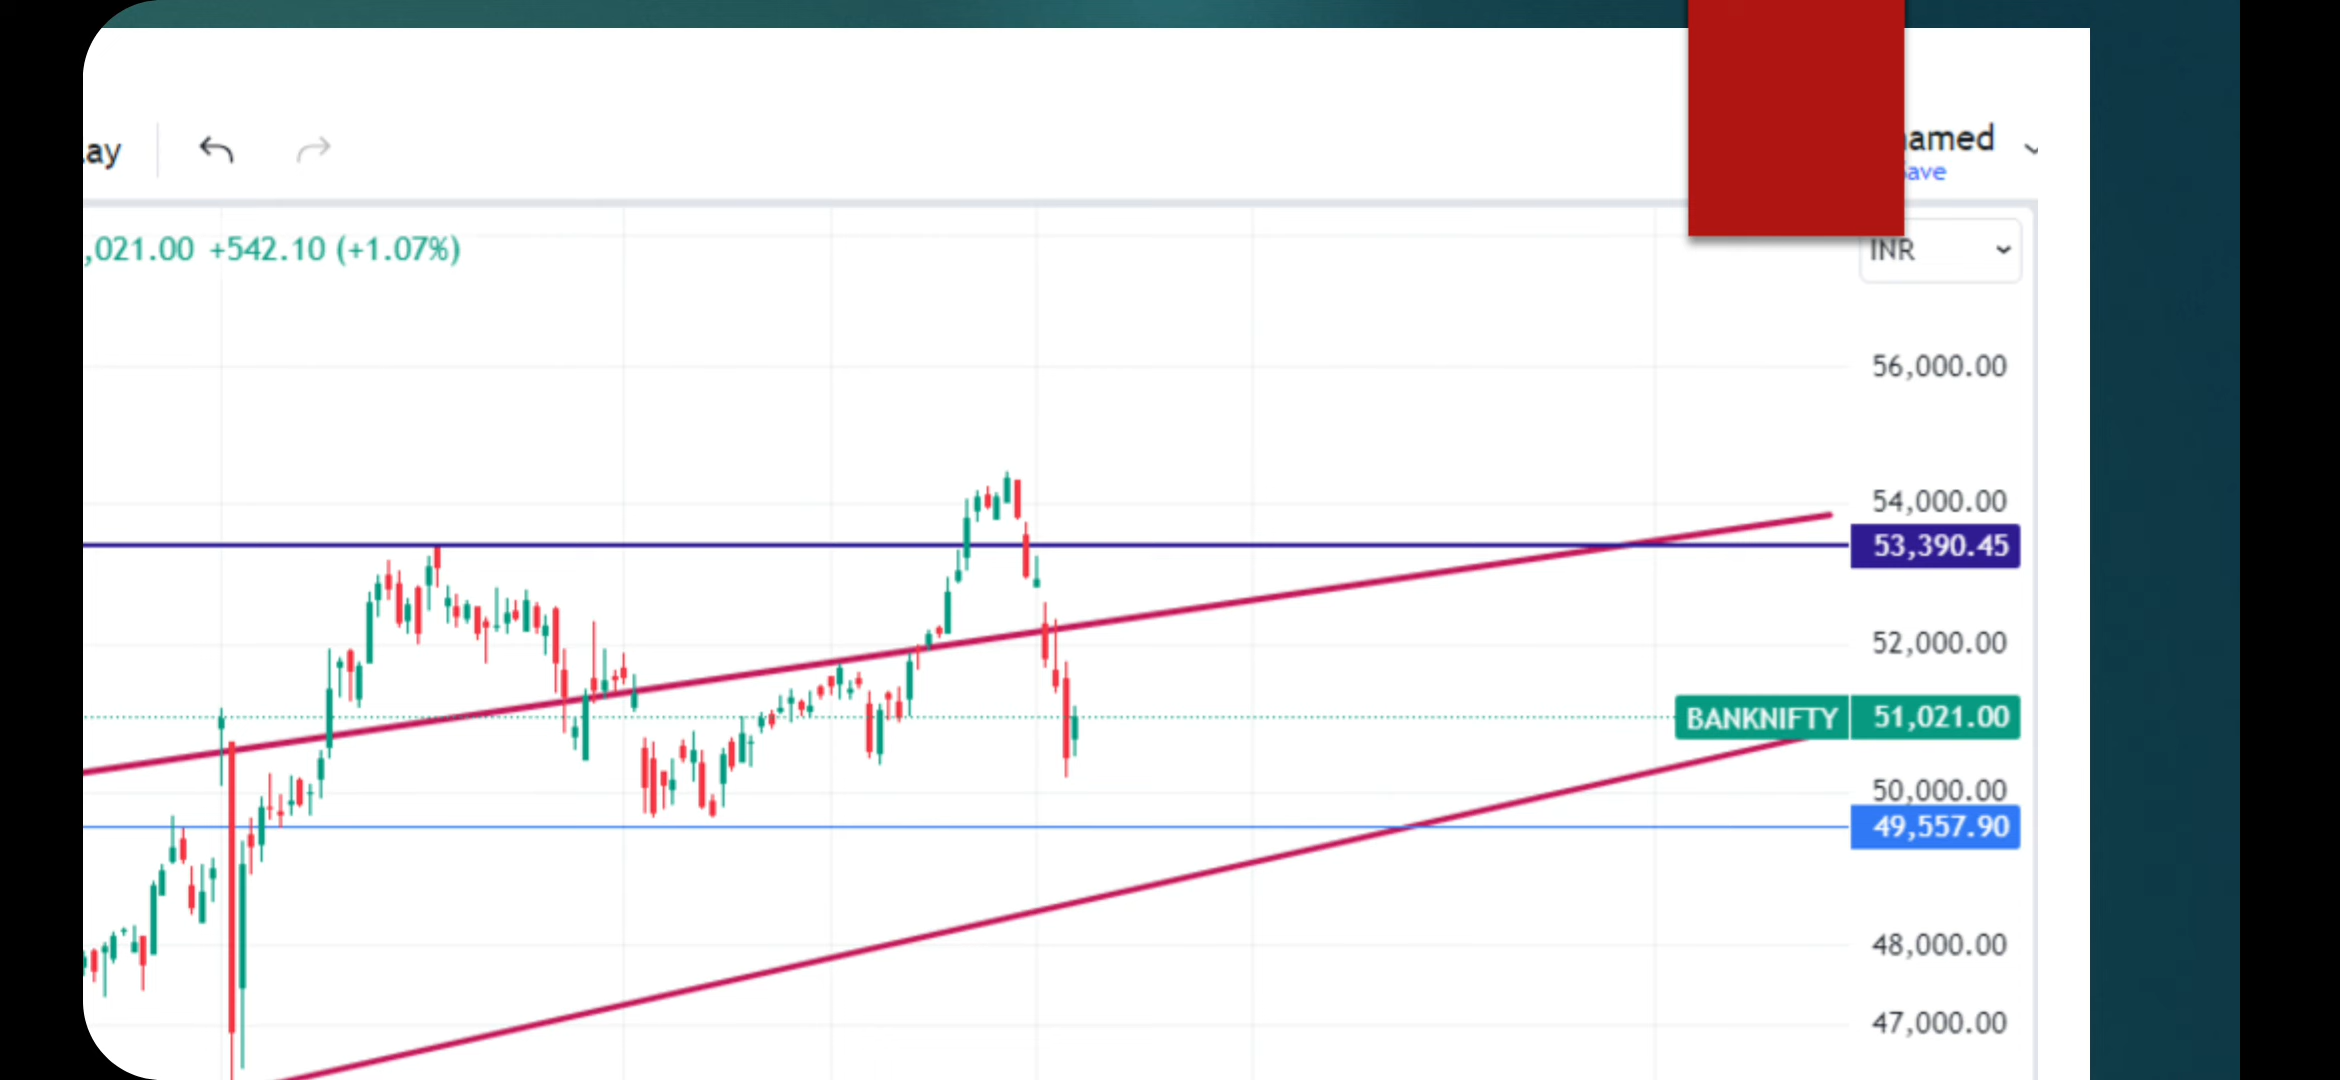 ay
amed
ave
,021.00 +542.10 (+1.07%)
INR
56,000.00
54,000.00
53,390.45
52,000.00
BANKNIFTY 51,021.00
50,000.00
49,557.90
48,000.00
47,000.00